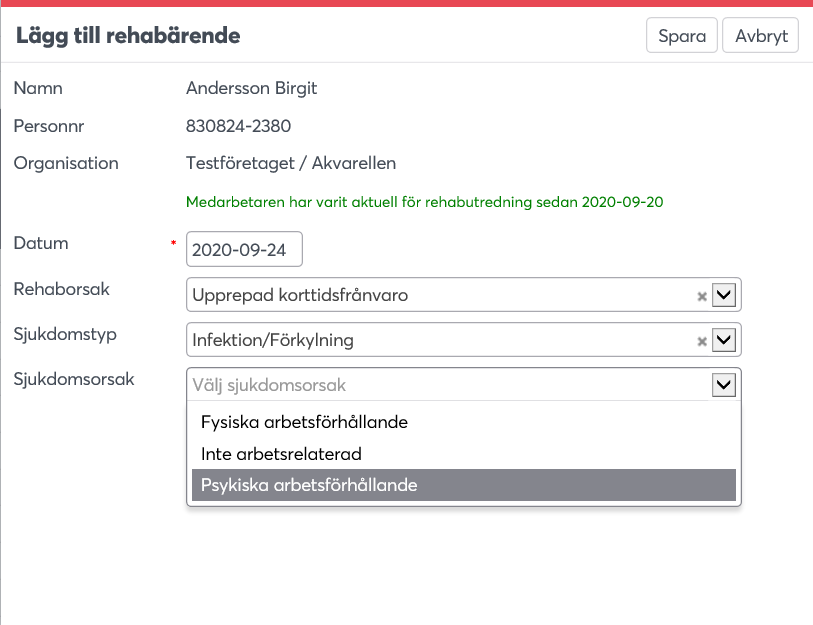 Lägg till rehabärende
Spara
Avbryt
Namn Andersson Birgit
Personnr 830824-2380
Organisation Testföretaget / Akvarellen
Medarbetaren har varit aktuell för rehabutredning sedan 2020-09-20
Datum * 2020-09-24
Rehaborsak Upprepad korttidsfrånvaro
Sjukdomstyp Infektion/Förkylning
Sjukdomsorsak Välj sjukdomsorsak
Fysiska arbetsförhållande
Inte arbetsrelaterad
Psykiska arbetsförhållande